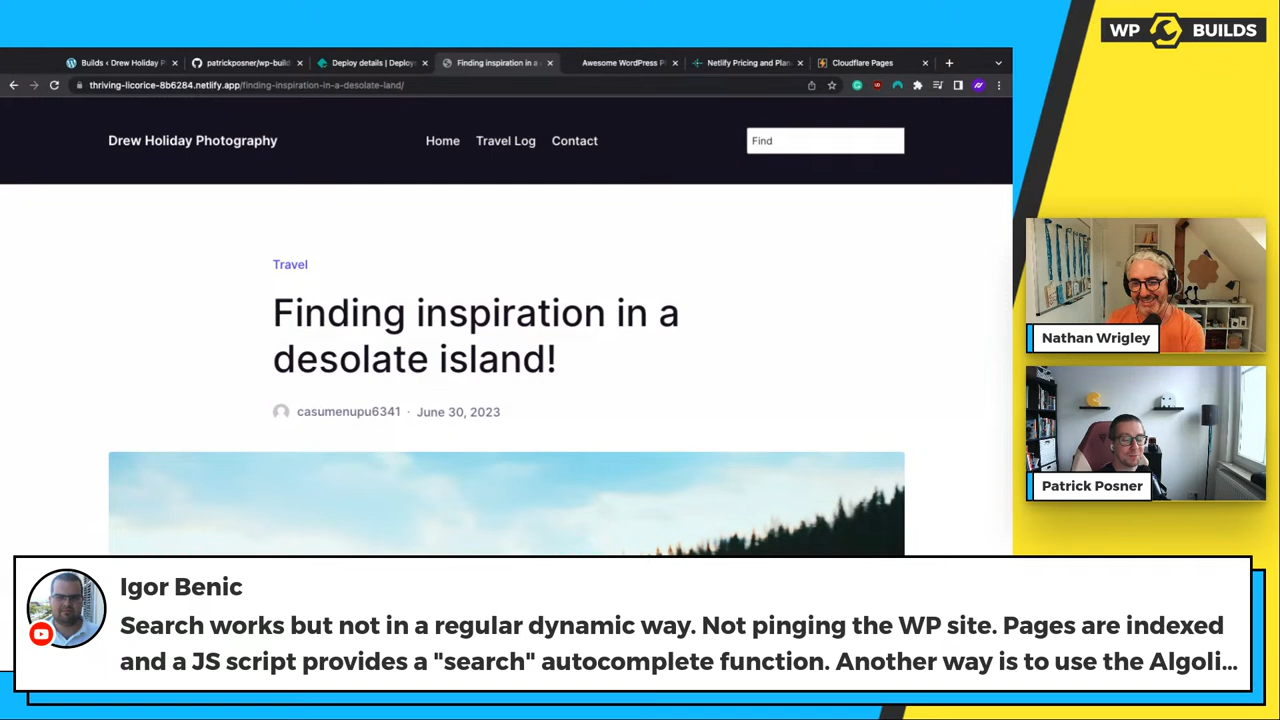 WP BUILDS
Builds ‹ Drew Holiday P
patrickposner/wp-build
Deploy details | Deploys
Finding inspiration in a
Awesome WordPress Pl
Netlify Pricing and Plan
Cloudflare Pages
thriving-licorice-8b6284.netlify.app/finding-inspiration-in-a-desolate-land/
Drew Holiday Photography
Home
Travel Log
Contact
Find
Travel
Finding inspiration in a
desolate island!
casumenupu6341 · June 30, 2023
Nathan Wrigley
Patrick Posner
Igor Benic
Search works but not in a regular dynamic way. Not pinging the WP site. Pages are indexed
and a JS script provides a "search" autocomplete function. Another way is to use the Algoli...